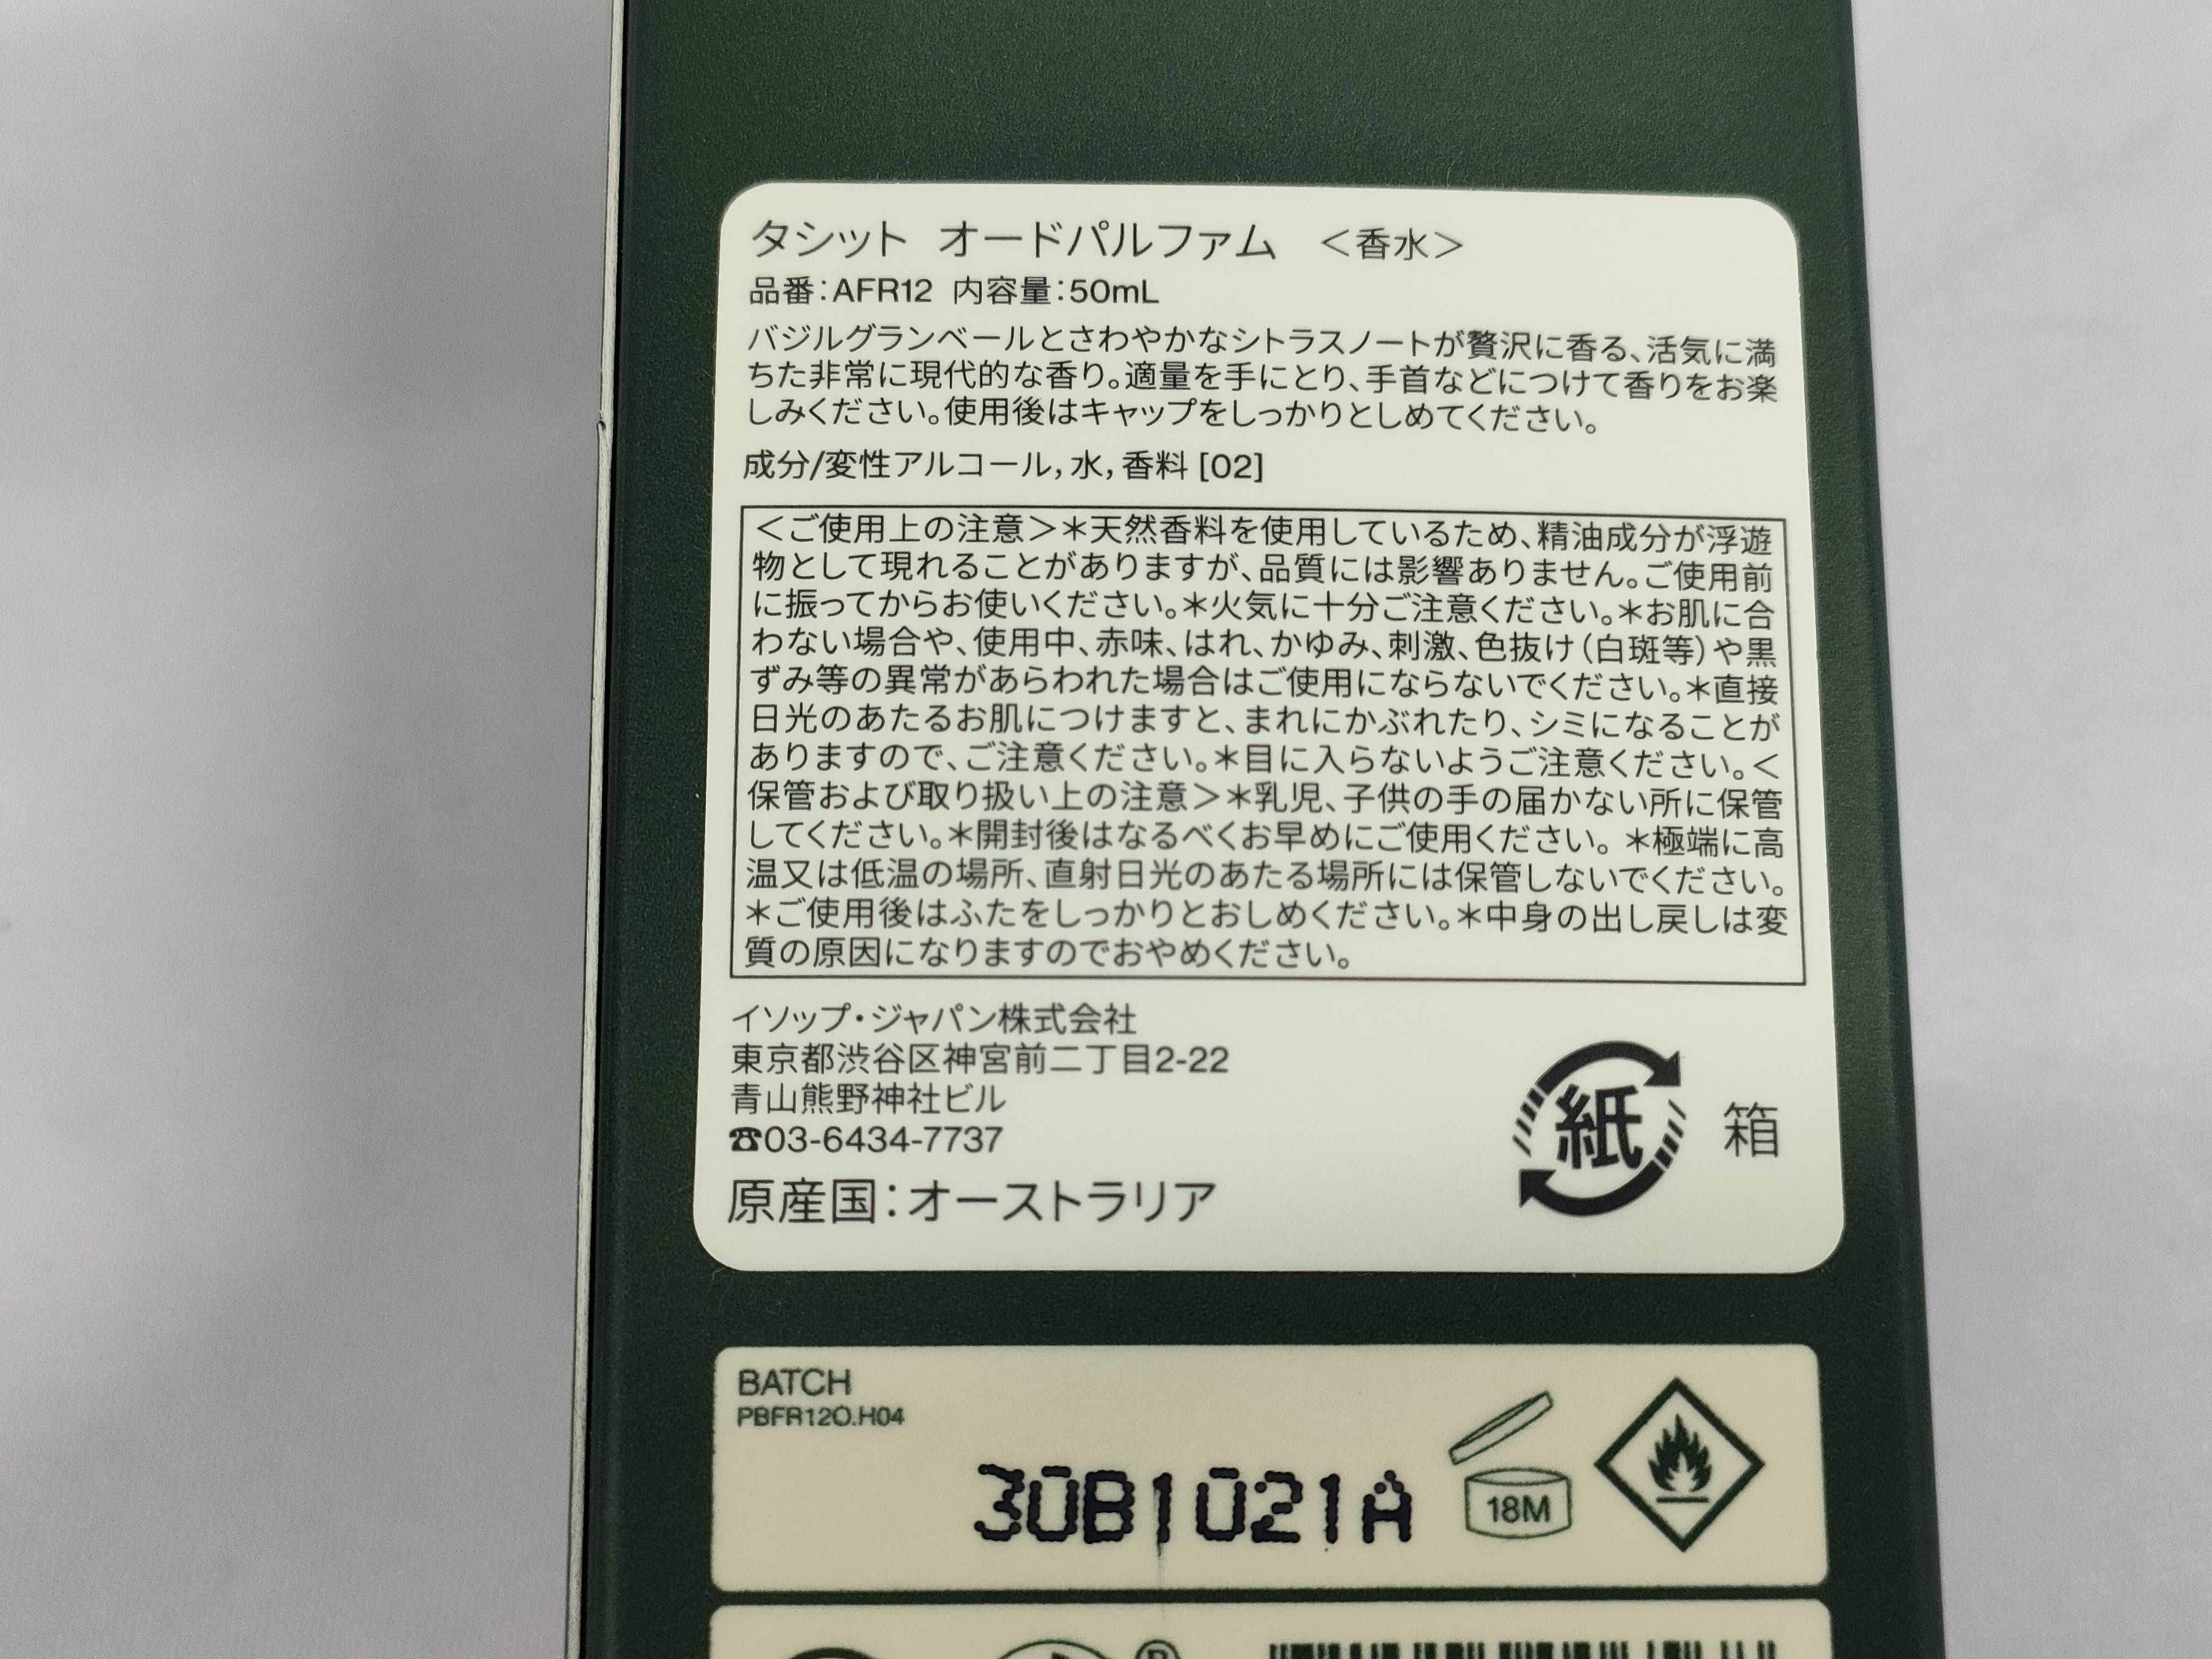 タシット オードパルファム ＜香水＞
品番：AFR12 内容量：50mL
バジルグランベールとさわやかなシトラスノートが贅沢に香る、活気に満
ちた非常に現代的な香り。適量を手にとり、手首などにつけて香りをお楽
しみください。使用後はキャップをしっかりとしめてください。
成分/変性アルコール, 水, 香料 [02]
＜ご使用上の注意＞＊天然香料を使用しているため、精油成分が浮遊
物として現れることがありますが、品質には影響ありません。ご使用前
に振ってからお使いください。＊火気に十分ご注意ください。＊お肌に合
わない場合や、使用中、赤味、はれ、かゆみ、刺激、色抜け（白斑等）や黒
ずみ等の異常があらわれた場合はご使用にならないでください。＊直接
日光のあたるお肌につけますと、まれにかぶれたり、シミになることが
ありますので、ご注意ください。＊目に入らないようご注意ください。＜
保管および取り扱い上の注意＞＊乳児、子供の手の届かない所に保管
してください。＊開封後はなるべくお早めにご使用ください。＊極端に高
温又は低温の場所、直射日光のあたる場所には保管しないでください。
＊ご使用後はふたをしっかりとおしめください。＊中身の出し戻しは変
質の原因になりますのでおやめください。
イソップ・ジャパン株式会社
東京都渋谷区神宮前二丁目2-22
青山熊野神社ビル
☎03-6434-7737
原産国：オーストラリア
紙 箱
BATCH
PBFR12O.H04
30B1021A
18M
®